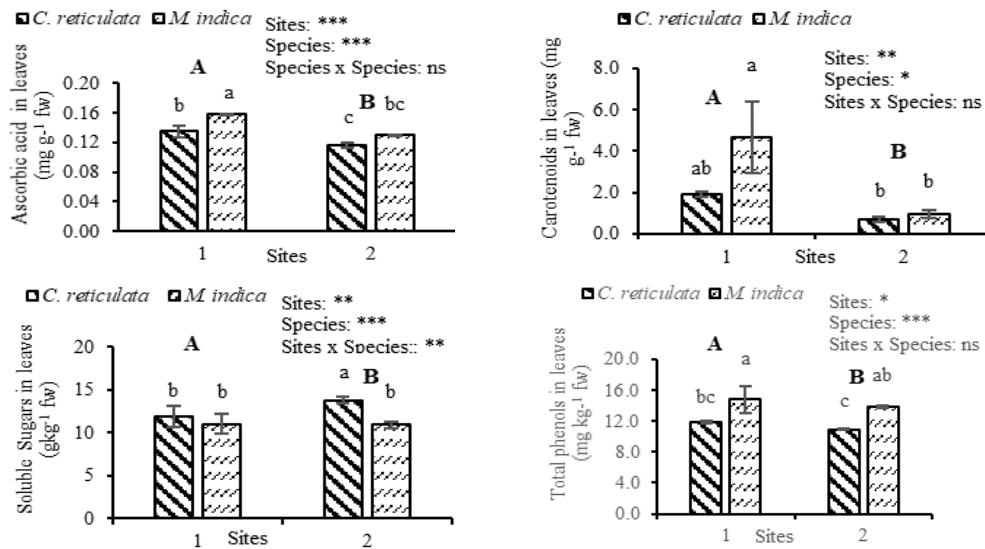 C. reticulata M. indica
Sites: ***
Species: ***
Species x Species: ns
Ascorbic acid in leaves
(mg g-¹ fw)
0.20
0.16
0.12
0.08
0.04
0.00
A
b
a
B
c
bc
1 Sites 2
C. reticulata M. indica
Sites: **
Species: *
Sites x Species: ns
Carotenoids in leaves (mg
g-¹ fw)
8.0
6.0
4.0
2.0
0.0
A
ab
a
B
b
b
1 Sites 2
C. reticulata M. indica
Sites: **
Species: ***
Sites x Species:: **
Soluble Sugars in leaves
(gkg-¹ fw)
20
15
10
5
0
A
b
b
a
B
b
1 Sites 2
C. reticulata M. indica
Sites: *
Species: ***
Sites x Species: ns
Total phenols in leaves
(mg kg-¹ fw)
20.0
16.0
12.0
8.0
4.0
0.0
A
bc
a
B
c
ab
1 Sites 2